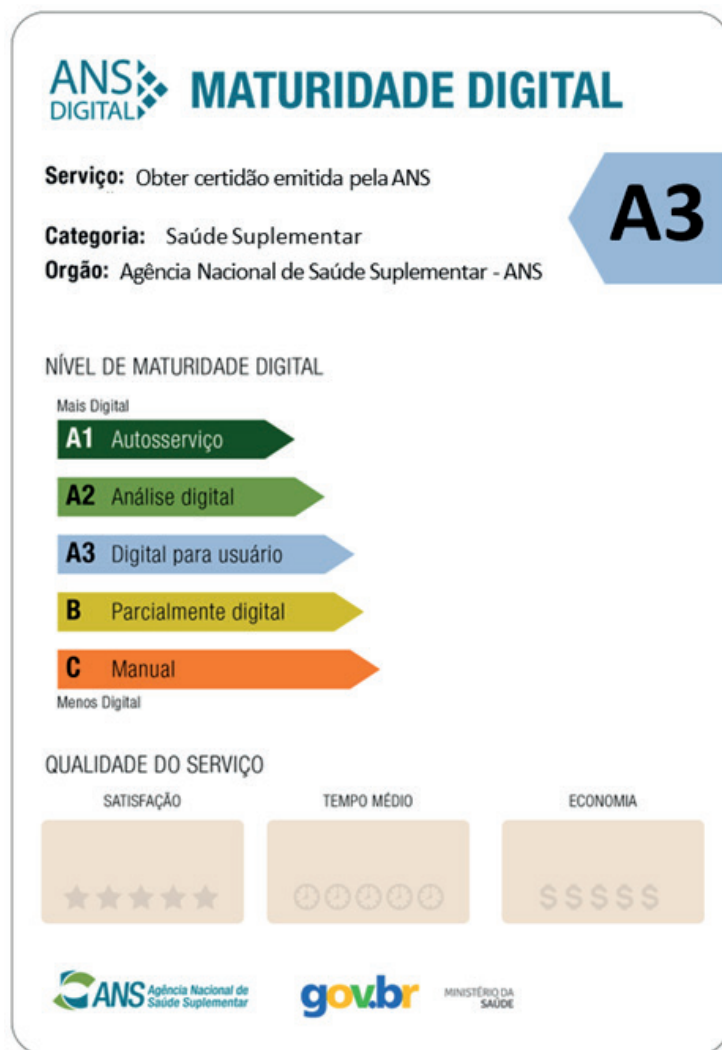 ANS
DIGITAL
MATURIDADE DIGITAL
Serviço: Obter certidão emitida pela ANS
A3
Categoria: Saúde Suplementar
Orgão: Agência Nacional de Saúde Suplementar - ANS
NÍVEL DE MATURIDADE DIGITAL
Mais Digital
A1 Autosserviço
A2 Análise digital
A3 Digital para usuário
B Parcialmente digital
C Manual
Menos Digital
QUALIDADE DO SERVIÇO
SATISFAÇÃO TEMPO MÉDIO ECONOMIA
$ $ $ $ $
ANS Agência Nacional de
Saúde Suplementar
gov.br
MINISTÉRIO DA
SAÚDE